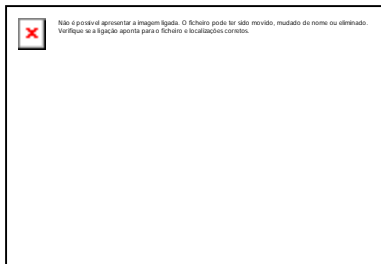 Não é possível apresentar a imagem ligada. O ficheiro pode ter sido movido, mudado de nome ou eliminado.
Verifique se a ligação aponta para o ficheiro e localizações corretos.